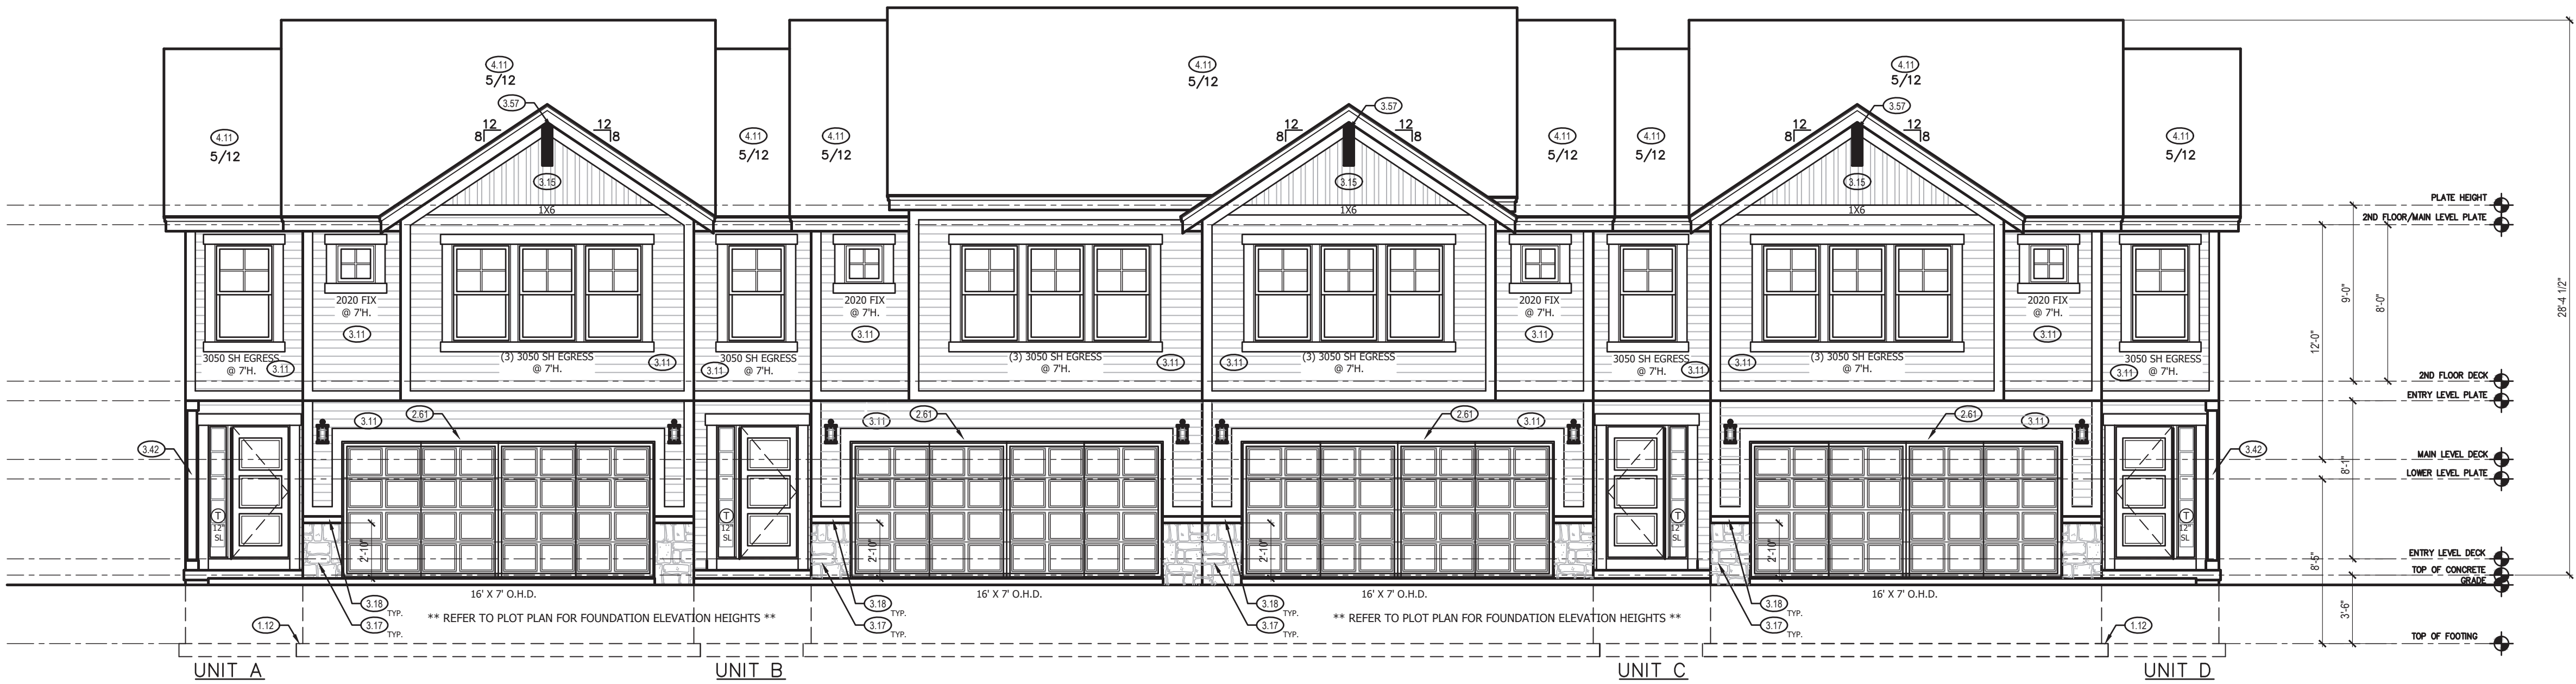 4.11
5/12
4.11
5/12
4.11
5/12
3.57
3.57
3.57
12
8
12
8
12
8
12
8
12
8
12
8
4.11
5/12
4.11
5/12
4.11
5/12
4.11
5/12
4.11
5/12
4.11
5/12
3.15
3.15
3.15
1X6
1X6
1X6
PLATE HEIGHT
2ND FLOOR/MAIN LEVEL PLATE
2020 FIX
@ 7'H.
3.11
2020 FIX
@ 7'H.
3.11
2020 FIX
@ 7'H.
3.11
2020 FIX
@ 7'H.
3.11
3050 SH EGRESS
@ 7'H.
3.11
(3) 3050 SH EGRESS
@ 7'H.
3.11
3050 SH EGRESS
@ 7'H.
3.11
(3) 3050 SH EGRESS
@ 7'H.
3.11
(3) 3050 SH EGRESS
@ 7'H.
3.11
3050 SH EGRESS
@ 7'H.
3.11
(3) 3050 SH EGRESS
@ 7'H.
3.11
3050 SH EGRESS
@ 7'H.
3.11
9'-0"
8'-0"
12'-0"
28'-4 1/2"
2ND FLOOR DECK
ENTRY LEVEL PLATE
3.11
2.61
3.11
2.61
2.61
3.11
2.61
3.11
3.42
3.42
MAIN LEVEL DECK
LOWER LEVEL PLATE
8'-1"
T
12"
SL
T
12"
SL
T
12"
SL
T
12"
SL
2'-10"
2'-10"
2'-10"
2'-10"
ENTRY LEVEL DECK
TOP OF CONCRETE
GRADE
8'-5"
3'-6"
16' X 7' O.H.D.
16' X 7' O.H.D.
16' X 7' O.H.D.
16' X 7' O.H.D.
3.18 TYP.
3.17 TYP.
3.18 TYP.
3.17 TYP.
3.18 TYP.
3.17 TYP.
3.18 TYP.
3.17 TYP.
** REFER TO PLOT PLAN FOR FOUNDATION ELEVATION HEIGHTS **
** REFER TO PLOT PLAN FOR FOUNDATION ELEVATION HEIGHTS **
1.12
1.12
TOP OF FOOTING
UNIT A
UNIT B
UNIT C
UNIT D